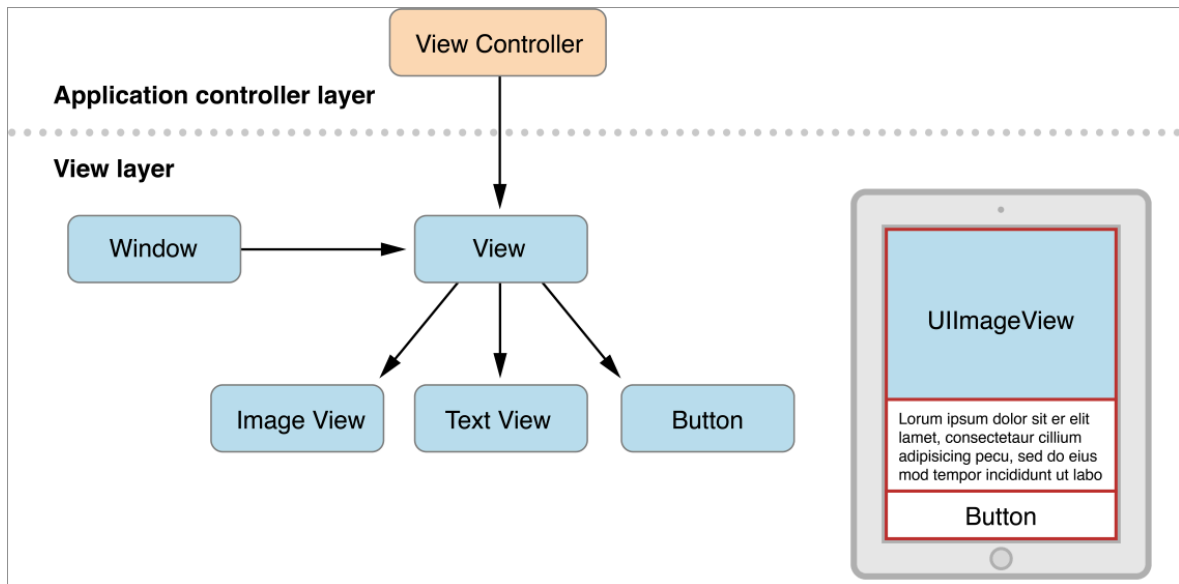 View Controller
Application controller layer
View layer
Window
View
Image View
Text View
Button
UIImageView
Lorum ipsum dolor sit er elit
lamet, consectetaur cillium
adipisicing pecu, sed do eius
mod tempor incididunt ut labo
Button